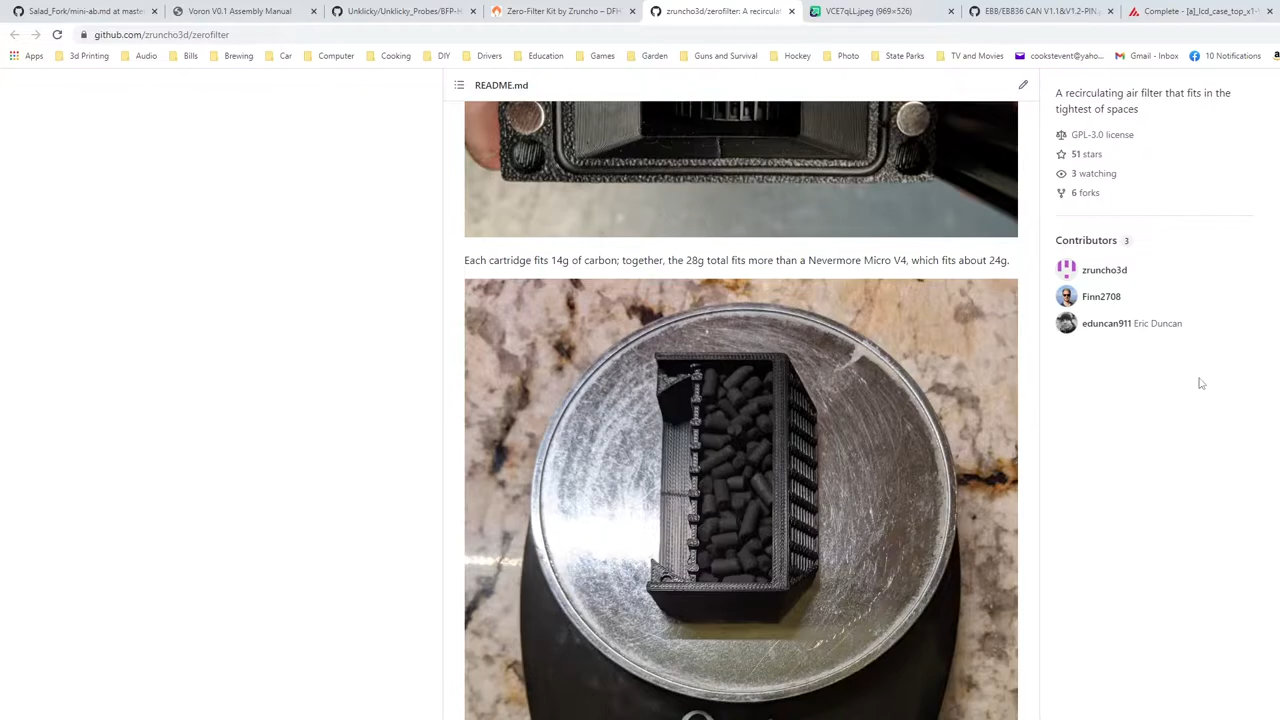 Salad_Fork/mini-ab.md at maste
Voron V0.1 Assembly Manual
Unklicky/Unklicky_Probes/BFP-H
Zero-Filter Kit by Zruncho – DFH
zruncho3d/zerofilter: A recircula
VCE7qLL.jpeg (969×526)
EBB/EBB36 CAN V1.1&V1.2-PIN
Complete - [a]_lcd_case_top_x1-
github.com/zruncho3d/zerofilter
Apps
3d Printing
Audio
Bills
Brewing
Car
Computer
Cooking
DIY
Drivers
Education
Games
Garden
Guns and Survival
Hockey
Photo
State Parks
TV and Movies
cookstevent@yaho...
Gmail - Inbox
10 Notifications
README.md
A recirculating air filter that fits in the
tightest of spaces
GPL-3.0 license
51 stars
3 watching
6 forks
Contributors 3
zruncho3d
Finn2708
eduncan911 Eric Duncan
Each cartridge fits 14g of carbon; together, the 28g total fits more than a Nevermore Micro V4, which fits about 24g.